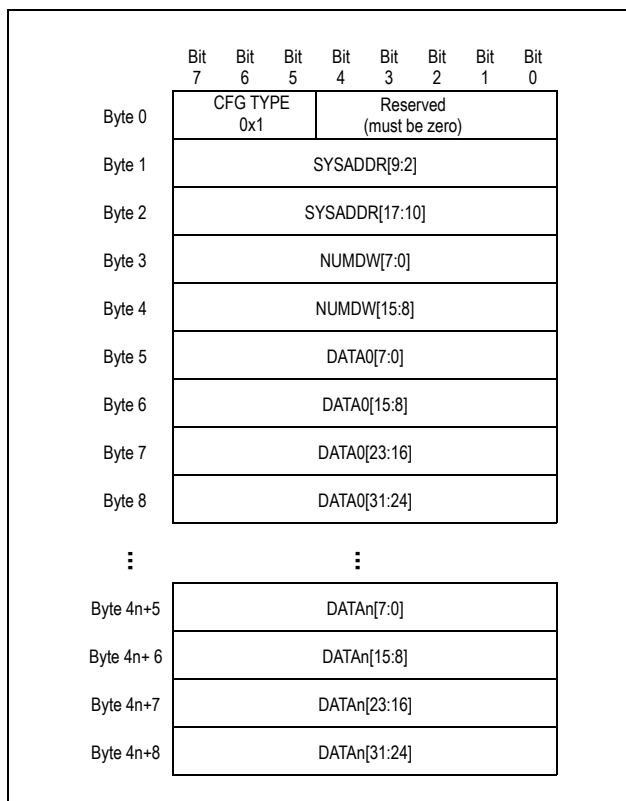 Bit Bit Bit Bit Bit Bit Bit Bit
7 6 5 4 3 2 1 0
Byte 0 CFG TYPE 0x1 Reserved (must be zero)
Byte 1 SYSADDR[9:2]
Byte 2 SYSADDR[17:10]
Byte 3 NUMDW[7:0]
Byte 4 NUMDW[15:8]
Byte 5 DATA0[7:0]
Byte 6 DATA0[15:8]
Byte 7 DATA0[23:16]
Byte 8 DATA0[31:24]
⋮ ⋮
Byte 4n+5 DATAn[7:0]
Byte 4n+ 6 DATAn[15:8]
Byte 4n+7 DATAn[23:16]
Byte 4n+8 DATAn[31:24]